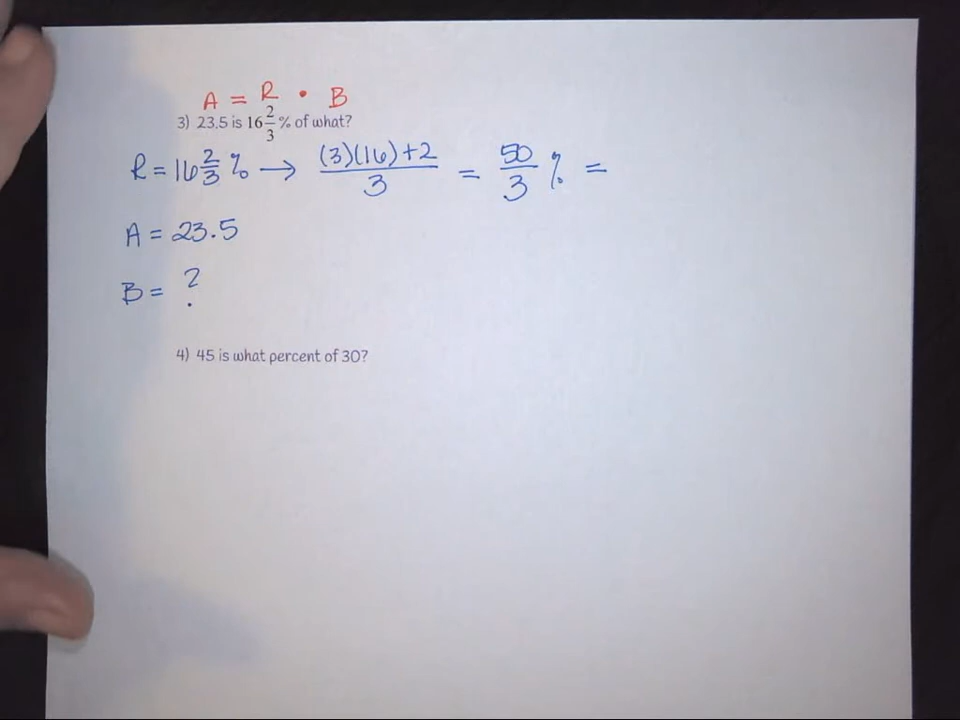 A = R • B
3) 23.5 is 16 2/3 % of what?
R = 16 2/3 % → (3)(16)+2 / 3 = 50/3 % =
A = 23.5
B = ?
4) 45 is what percent of 30?